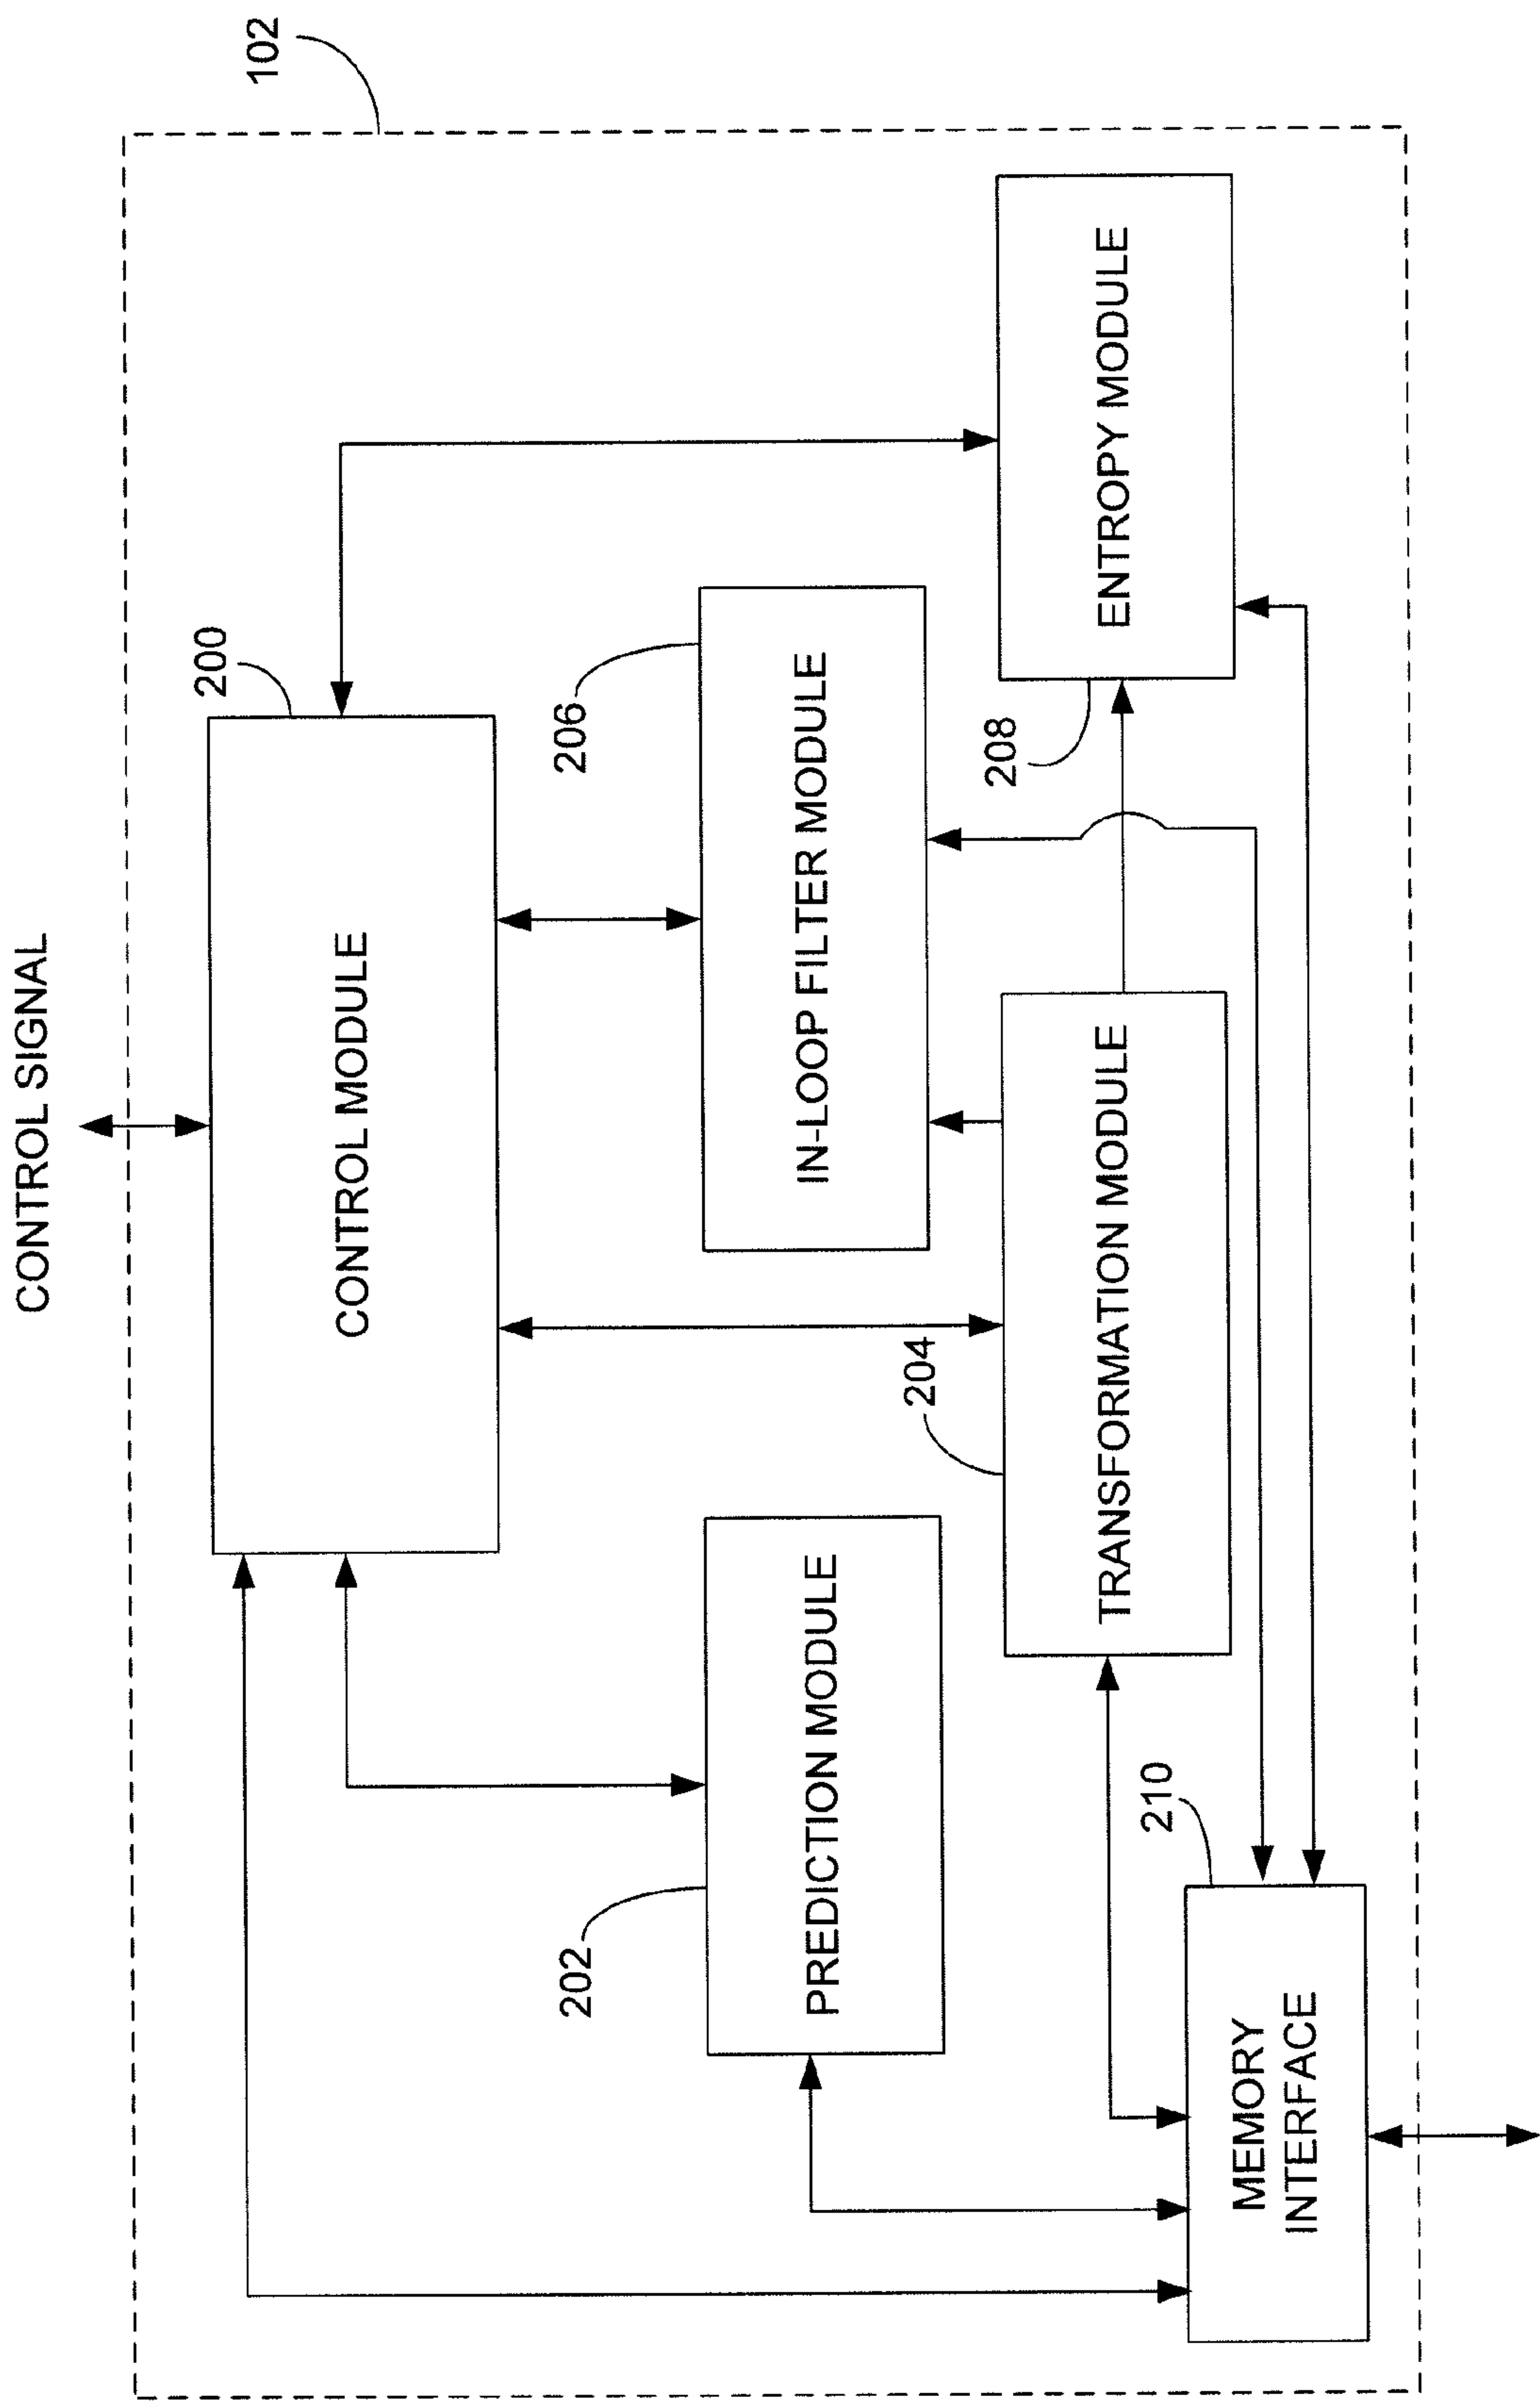 CONTROL SIGNAL
102
200
CONTROL MODULE
202
206
PREDICTION MODULE
IN-LOOP FILTER MODULE
204
208
210
TRANSFORMATION MODULE
ENTROPY MODULE
MEMORY
INTERFACE